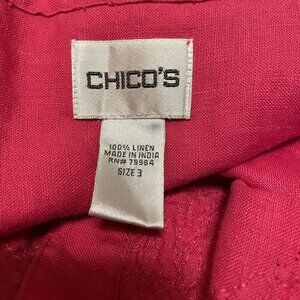 CHICO'S
100% LINEN
MADE IN INDIA
RN# 79984
SIZE 3